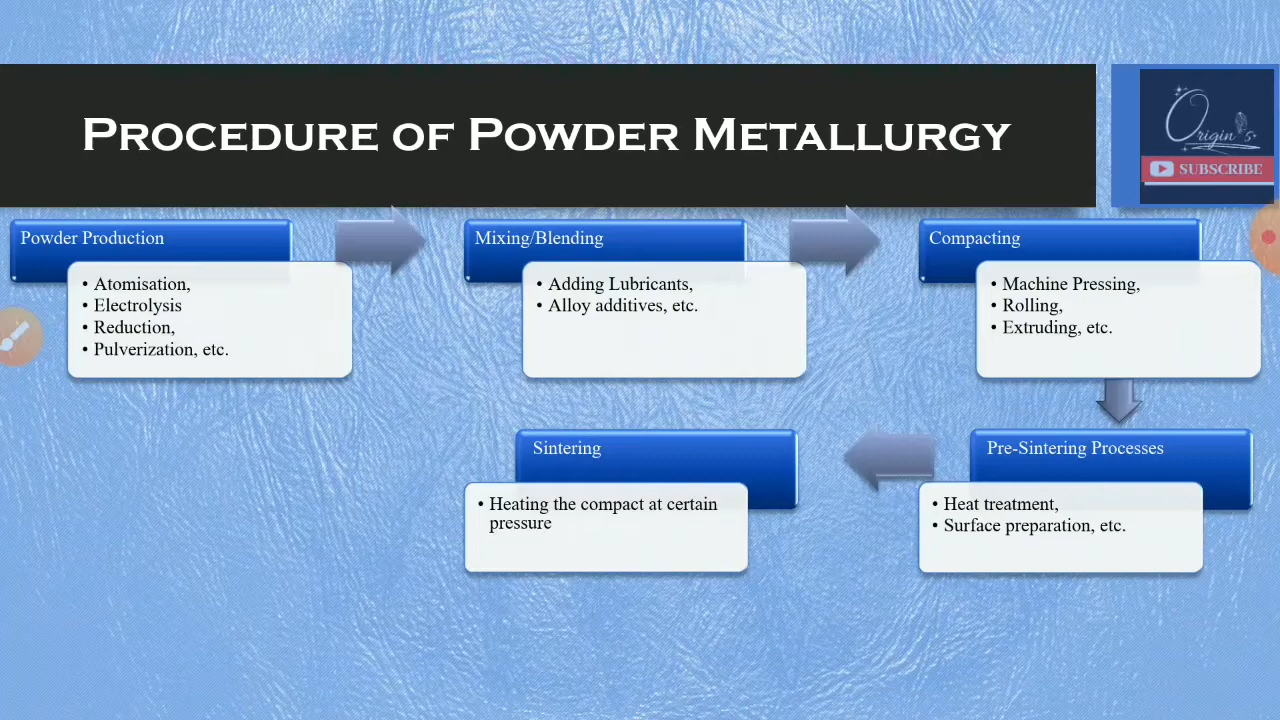 PROCEDURE OF POWDER METALLURGY
Origin's
SUBSCRIBE
Powder Production
• Atomisation,
• Electrolysis
• Reduction,
• Pulverization, etc.
Mixing/Blending
• Adding Lubricants,
• Alloy additives, etc.
Compacting
• Machine Pressing,
• Rolling,
• Extruding, etc.
Pre-Sintering Processes
• Heat treatment,
• Surface preparation, etc.
Sintering
• Heating the compact at certain
pressure